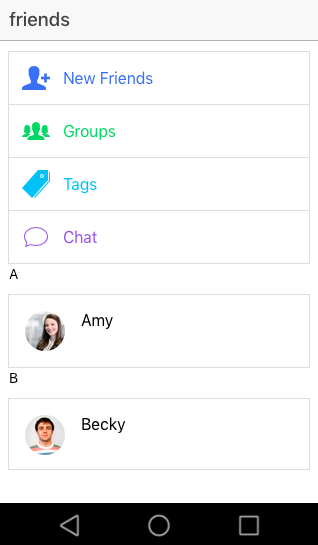 friends
New Friends
Groups
Tags
Chat
A
Amy
B
Becky